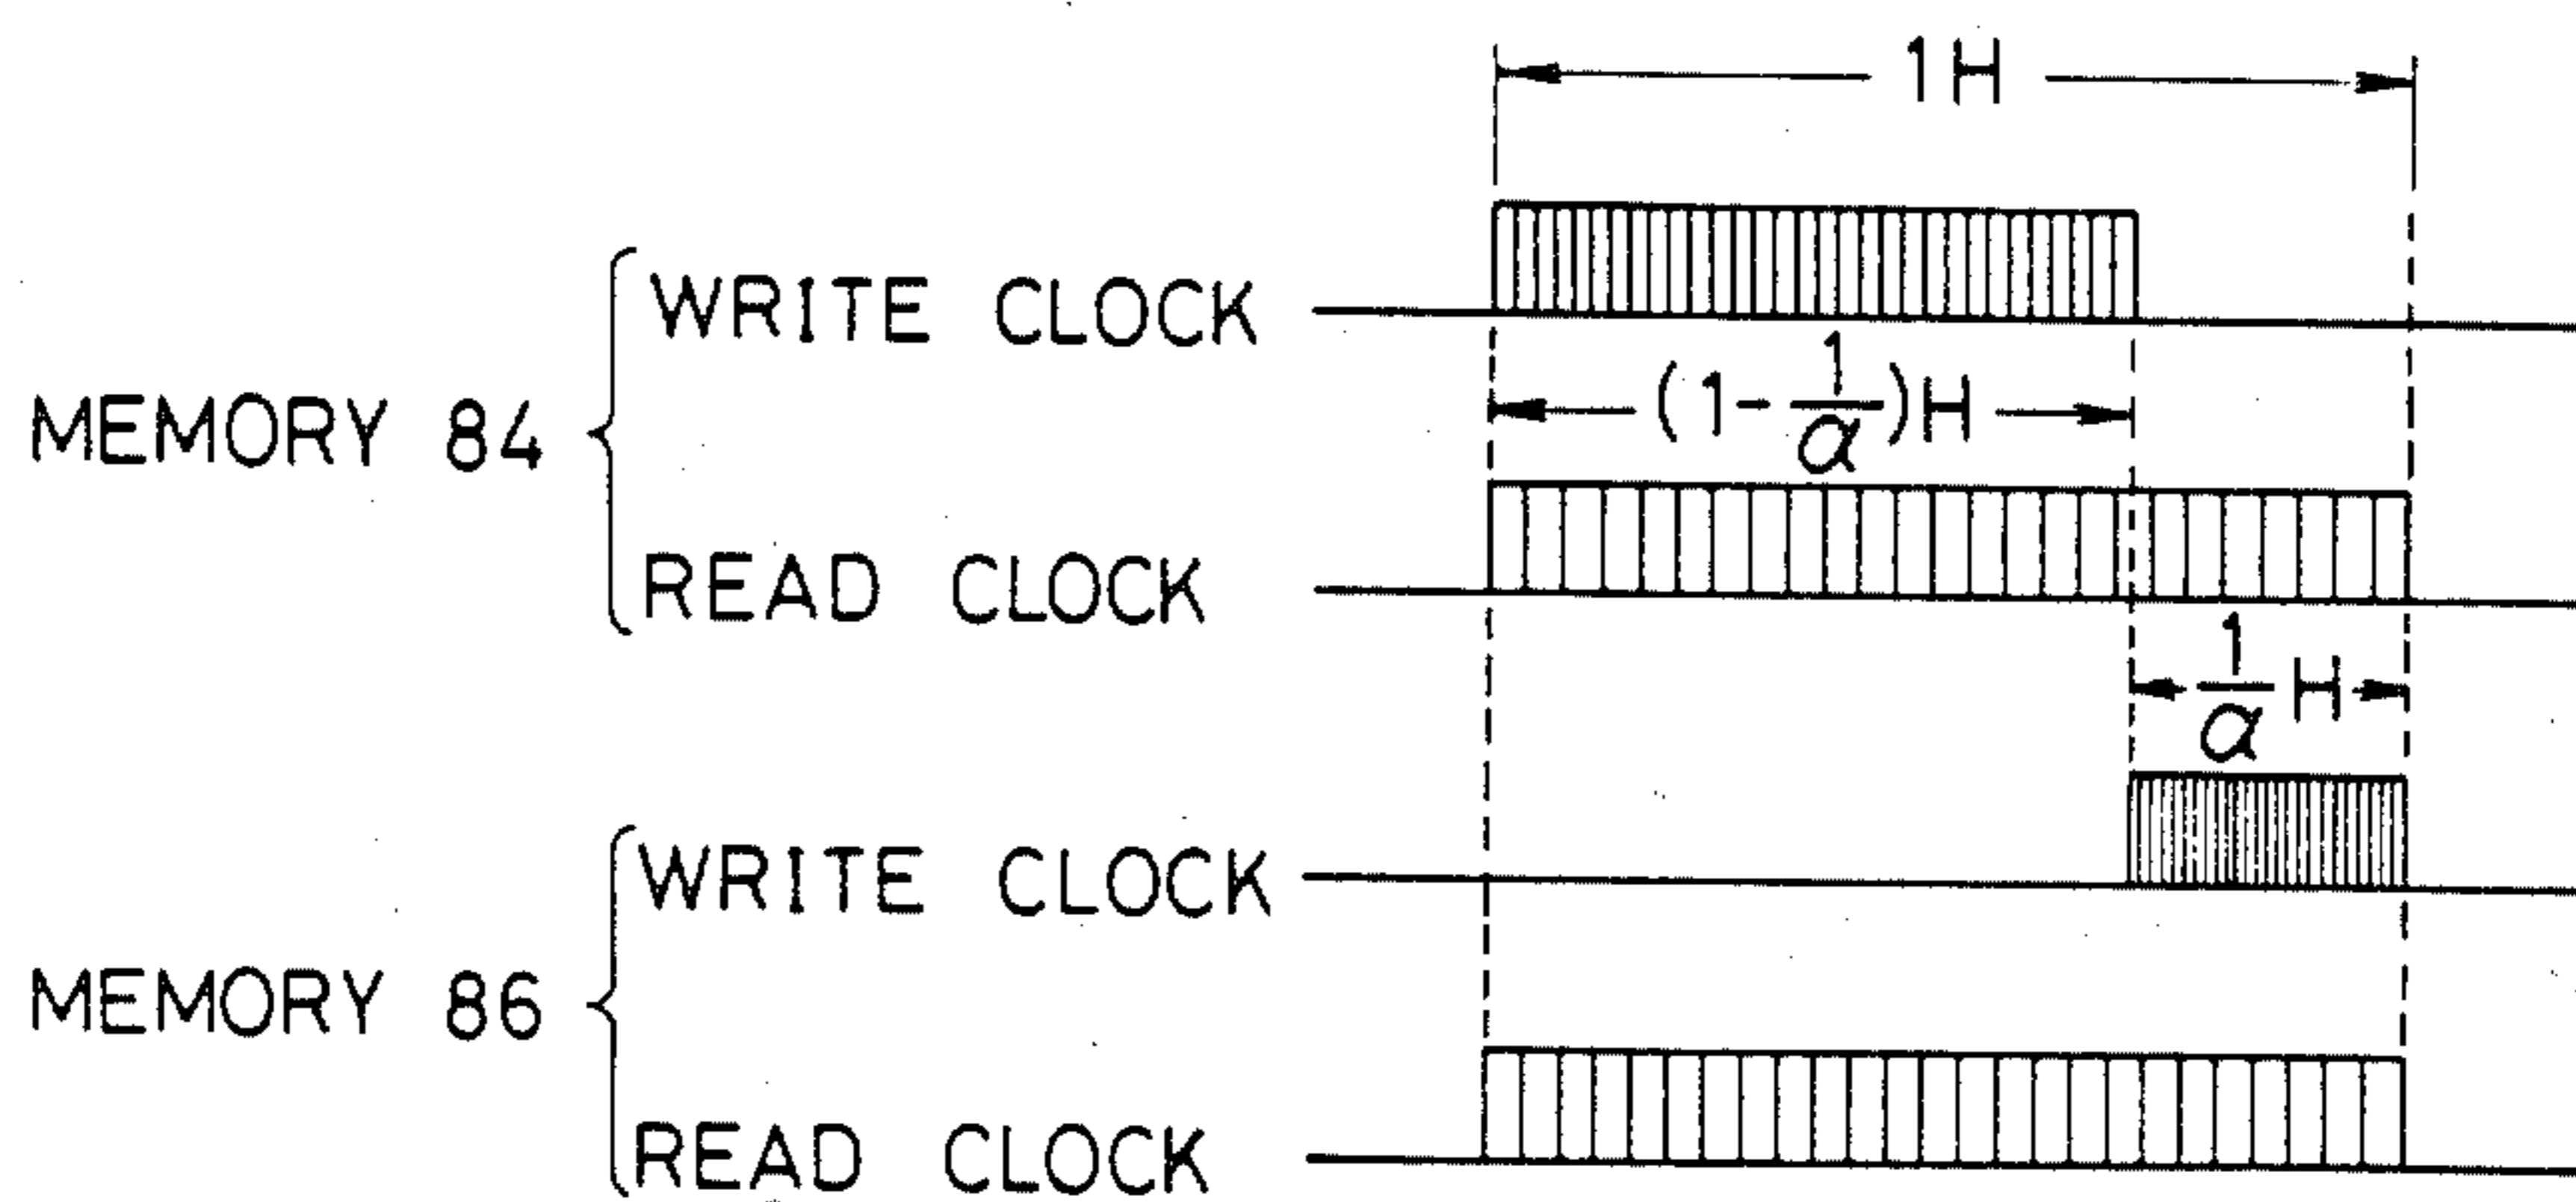 1H
WRITE CLOCK
(1-1/α)H
MEMORY 84
READ CLOCK
1/α H
WRITE CLOCK
MEMORY 86
READ CLOCK